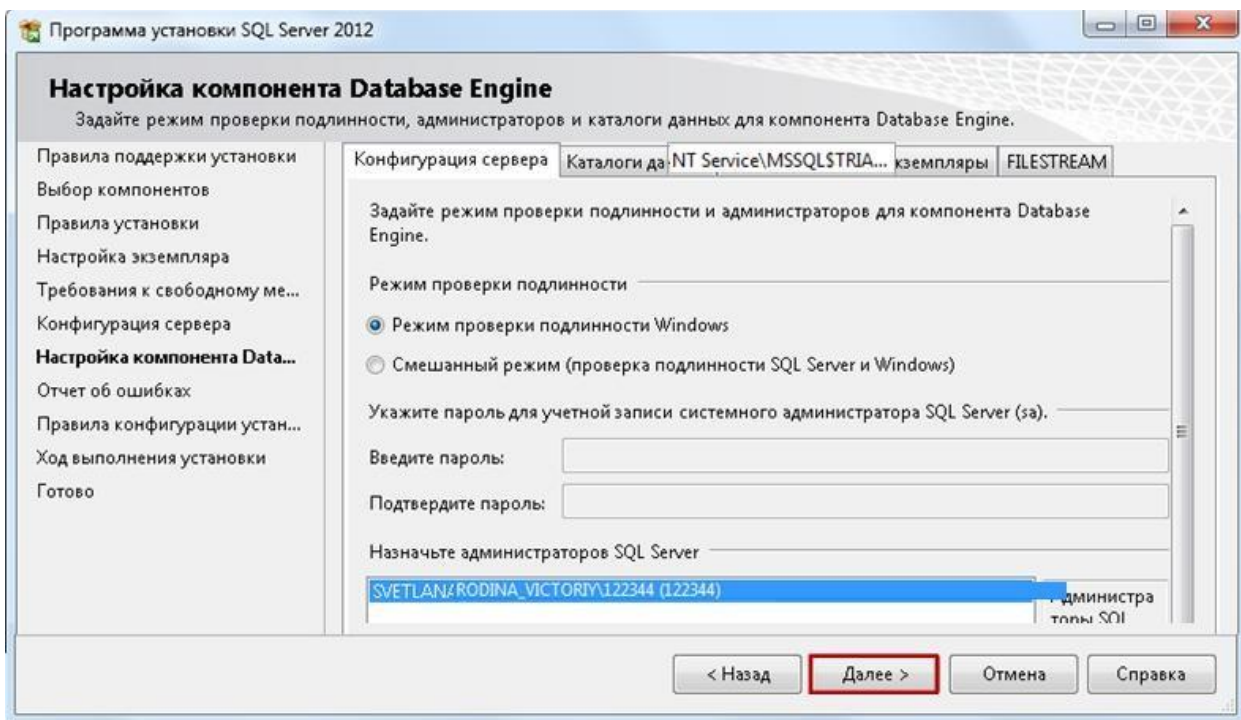 Программа установки SQL Server 2012
Настройка компонента Database Engine
Задайте режим проверки подлинности, администраторов и каталоги данных для компонента Database Engine.
Правила поддержки установки
Выбор компонентов
Правила установки
Настройка экземпляра
Требования к свободному ме...
Конфигурация сервера
Настройка компонента Data...
Отчет об ошибках
Правила конфигурации устан...
Ход выполнения установки
Готово
Конфигурация сервера Каталоги да NT Service\MSSQL$TRIA... кземпляры FILESTREAM
Задайте режим проверки подлинности и администраторов для компонента Database
Engine.
Режим проверки подлинности
Режим проверки подлинности Windows
Смешанный режим (проверка подлинности SQL Server и Windows)
Укажите пароль для учетной записи системного администратора SQL Server (sa).
Введите пароль:
Подтвердите пароль:
Назначьте администраторов SQL Server
SVETLANA RODINA_VICTORIY\122344 (122344)
дминистра
торы SQL
< Назад Далее > Отмена Справка